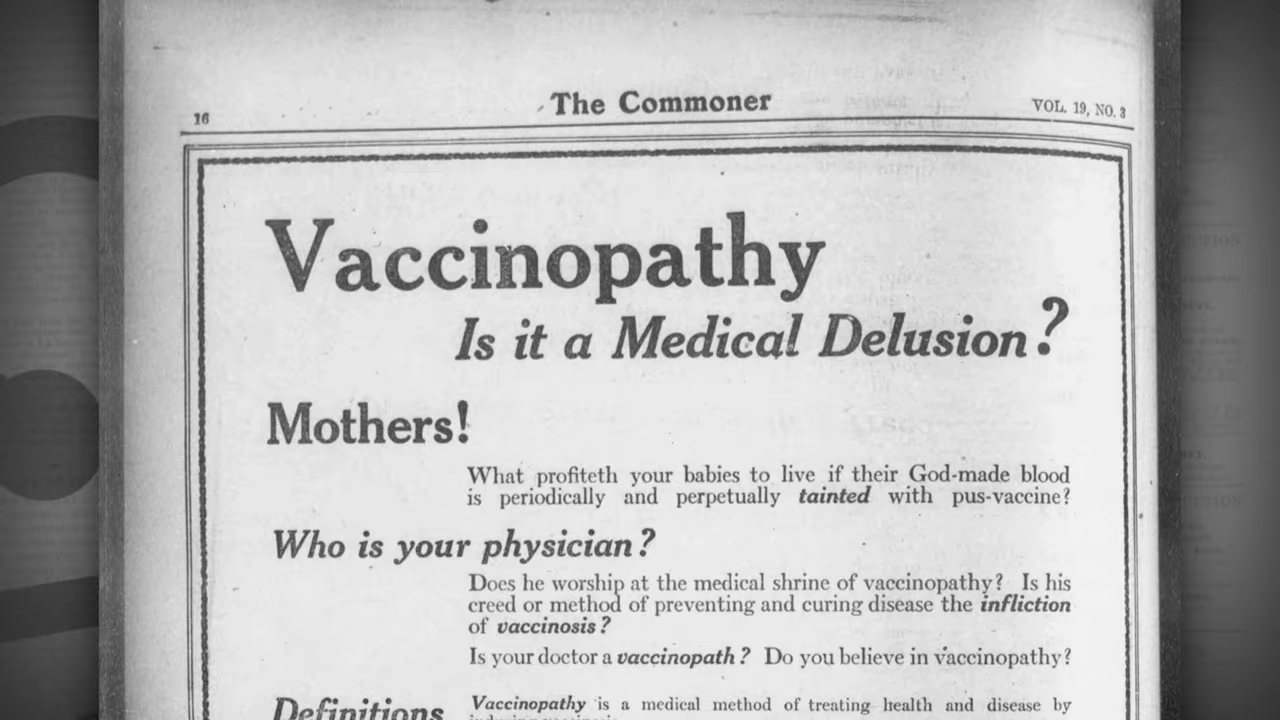 16
The Commoner
VOL. 19, NO. 3
Vaccinopathy
Is it a Medical Delusion?
Mothers!
What profiteth your babies to live if their God-made blood
is periodically and perpetually tainted with pus-vaccine?
Who is your physician?
Does he worship at the medical shrine of vaccinopathy? Is his
creed or method of preventing and curing disease the infliction
of vaccinosis?
Is your doctor a vaccinopath? Do you believe in vaccinopathy?
Definitions
Vaccinopathy is a medical method of treating health and disease by